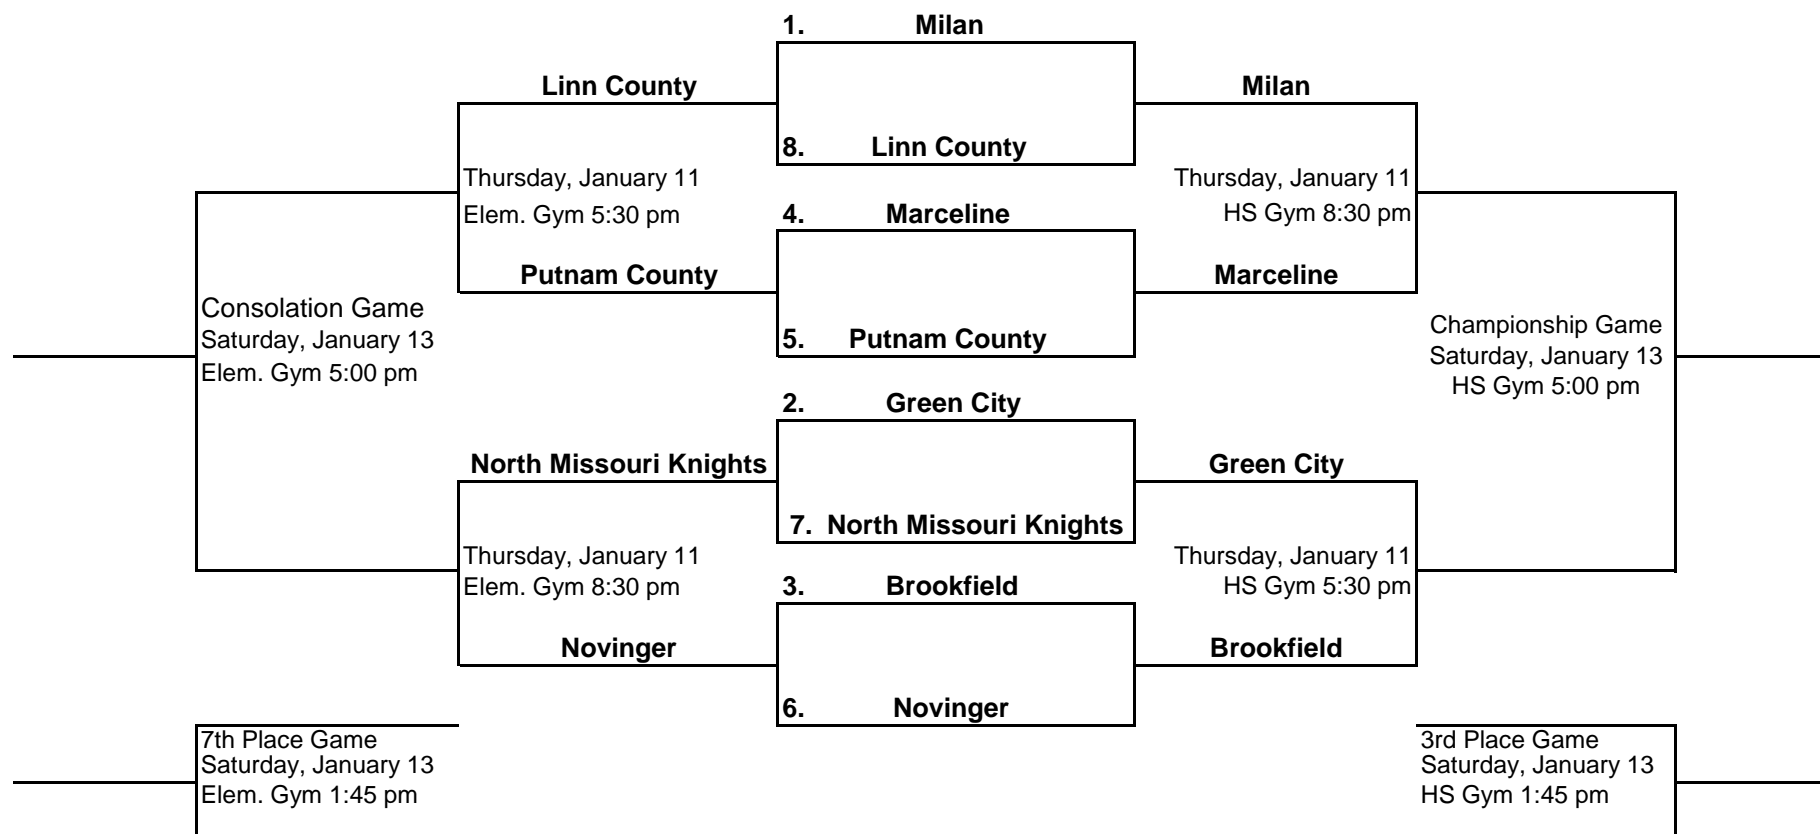 1. Milan
Linn County
Milan
8. Linn County
Thursday, January 11
Elem. Gym 5:30 pm
Thursday, January 11
HS Gym 8:30 pm
4. Marceline
Putnam County
Marceline
5. Putnam County
Consolation Game
Saturday, January 13
Elem. Gym 5:00 pm
Championship Game
Saturday, January 13
HS Gym 5:00 pm
2. Green City
North Missouri Knights
Green City
7. North Missouri Knights
Thursday, January 11
Elem. Gym 8:30 pm
Thursday, January 11
HS Gym 5:30 pm
3. Brookfield
Novinger
Brookfield
6. Novinger
7th Place Game
Saturday, January 13
Elem. Gym 1:45 pm
3rd Place Game
Saturday, January 13
HS Gym 1:45 pm